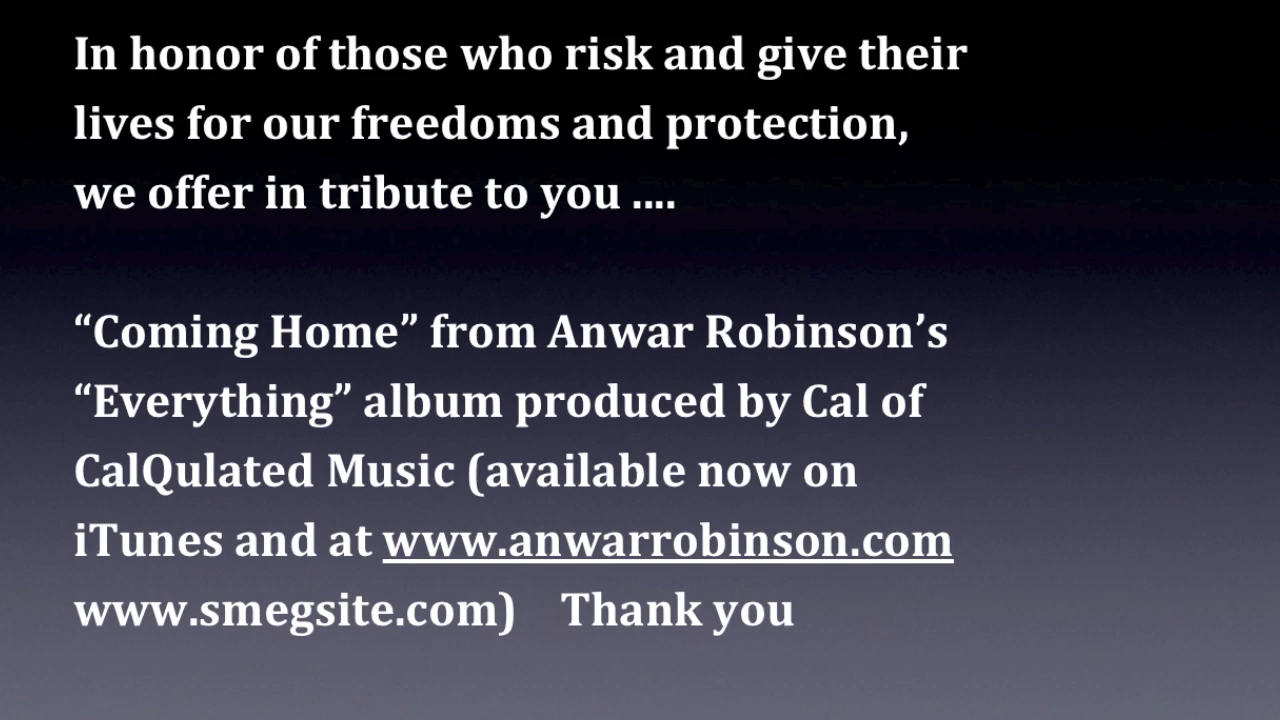 In honor of those who risk and give their
lives for our freedoms and protection,
we offer in tribute to you ....
“Coming Home” from Anwar Robinson’s
“Everything” album produced by Cal of
CalQulated Music (available now on
iTunes and at www.anwarrobinson.com
www.smegsite.com) Thank you